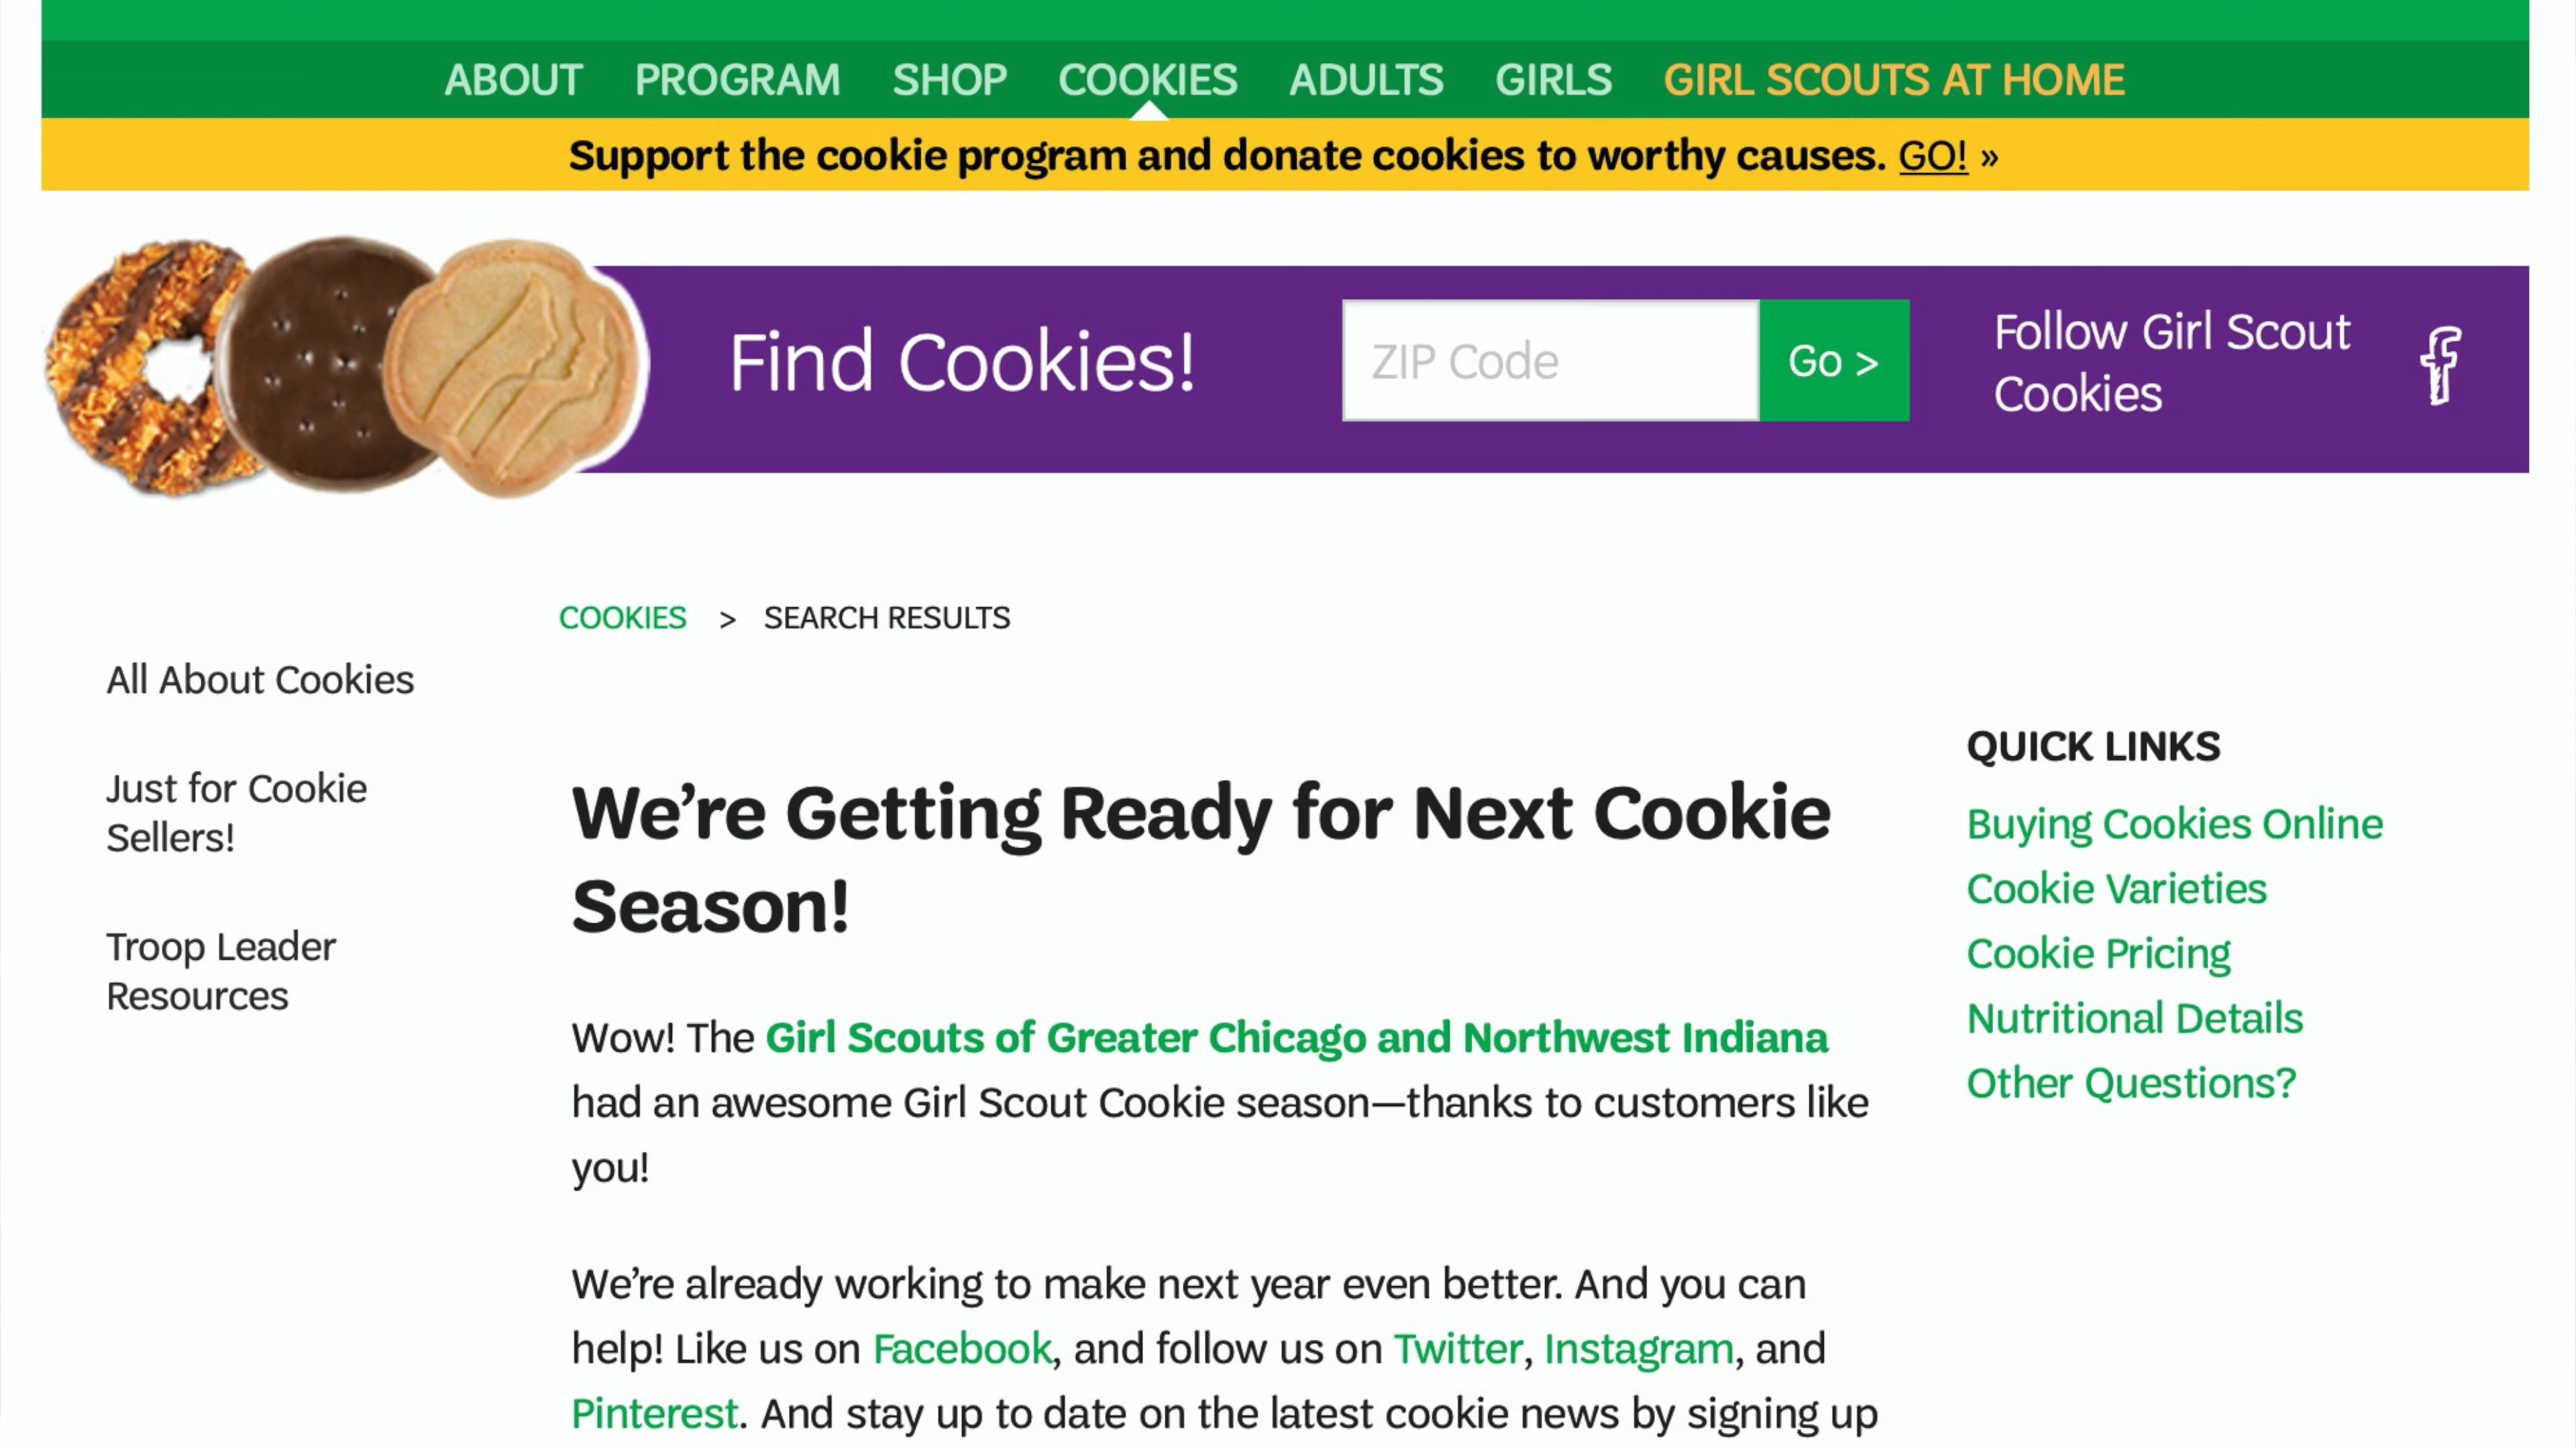 ABOUT PROGRAM SHOP COOKIES ADULTS GIRLS GIRL SCOUTS AT HOME
Support the cookie program and donate cookies to worthy causes. GO! »
Find Cookies!
ZIP Code
Go >
Follow Girl Scout
Cookies
f
COOKIES > SEARCH RESULTS
All About Cookies
Just for Cookie
Sellers!
Troop Leader
Resources
We’re Getting Ready for Next Cookie
Season!
Wow! The Girl Scouts of Greater Chicago and Northwest Indiana
had an awesome Girl Scout Cookie season—thanks to customers like
you!
We’re already working to make next year even better. And you can
help! Like us on Facebook, and follow us on Twitter, Instagram, and
Pinterest. And stay up to date on the latest cookie news by signing up
QUICK LINKS
Buying Cookies Online
Cookie Varieties
Cookie Pricing
Nutritional Details
Other Questions?